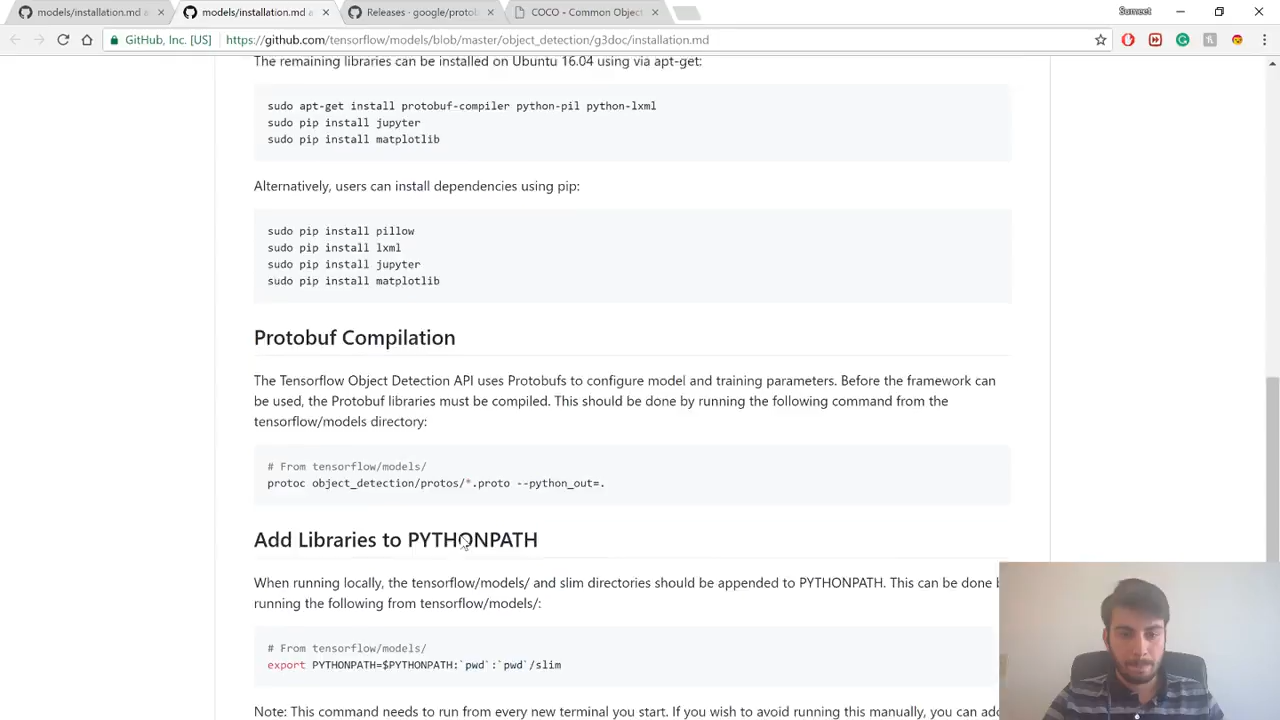 models/installation.md a
models/installation.md a
Releases · google/proto
COCO - Common Objec
Sumeet
GitHub, Inc. [US]
https://github.com/tensorflow/models/blob/master/object_detection/g3doc/installation.md
The remaining libraries can be installed on Ubuntu 16.04 using via apt-get:
sudo apt-get install protobuf-compiler python-pil python-lxml
sudo pip install jupyter
sudo pip install matplotlib
Alternatively, users can install dependencies using pip:
sudo pip install pillow
sudo pip install lxml
sudo pip install jupyter
sudo pip install matplotlib
Protobuf Compilation
The Tensorflow Object Detection API uses Protobufs to configure model and training parameters. Before the framework can
be used, the Protobuf libraries must be compiled. This should be done by running the following command from the
tensorflow/models directory:
# From tensorflow/models/
protoc object_detection/protos/*.proto --python_out=.
Add Libraries to PYTHONPATH
When running locally, the tensorflow/models/ and slim directories should be appended to PYTHONPATH. This can be done
running the following from tensorflow/models/:
# From tensorflow/models/
export PYTHONPATH=$PYTHONPATH:`pwd`:`pwd`/slim
Note: This command needs to run from every new terminal you start. If you wish to avoid running this manually, you can add